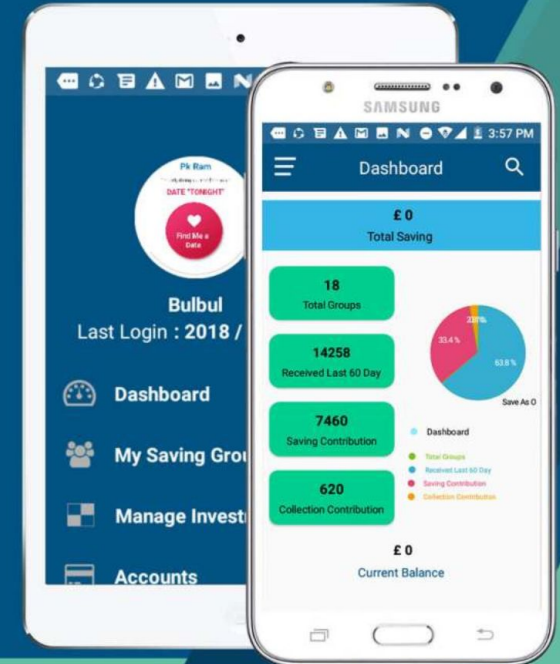 Pk Ram
DATE "TONIGHT"
Find Me a
Date
Bulbul
Last Login : 2018 /
Dashboard
My Saving Grou
Manage Invest
Accounts
SAMSUNG
3:57 PM
Dashboard
£ 0
Total Saving
18
Total Groups
14258
Received Last 60 Day
7460
Saving Contribution
620
Collection Contribution
33.4 %
63.8 %
Save As O
Dashboard
Total Groups
Received Last 60 Day
Saving Contribution
Collection Contribution
£ 0
Current Balance